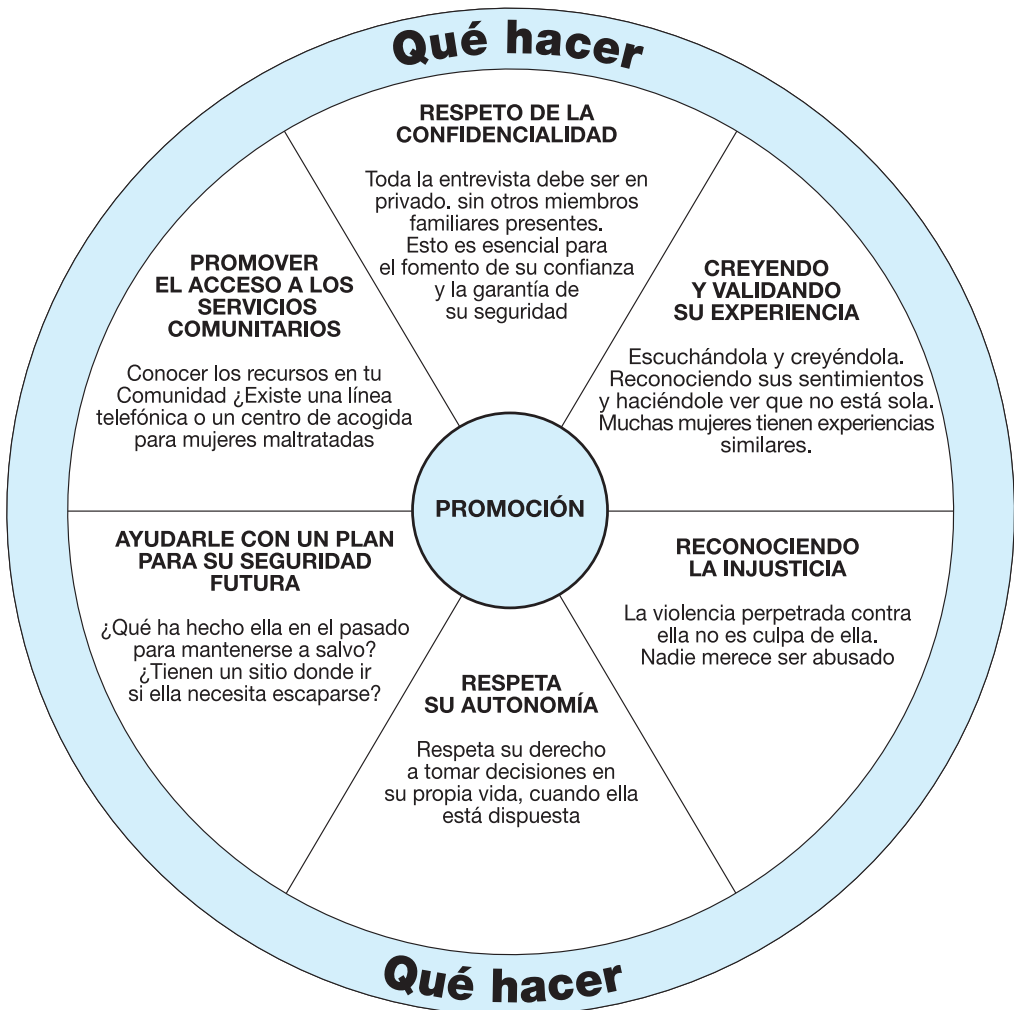 Qué hacer
RESPETO DE LA
CONFIDENCIALIDAD
Toda la entrevista debe ser en
privado. sin otros miembros
familiares presentes.
Esto es esencial para
el fomento de su confianza
y la garantía de
su seguridad
CREYENDO
Y VALIDANDO
SU EXPERIENCIA
Escuchándola y creyéndola.
Reconociendo sus sentimientos
y haciéndole ver que no está sola.
Muchas mujeres tienen experiencias
similares.
RECONOCIENDO
LA INJUSTICIA
La violencia perpetrada contra
ella no es culpa de ella.
Nadie merece ser abusado
RESPETA
SU AUTONOMÍA
Respeta su derecho
a tomar decisiones en
su propia vida, cuando ella
está dispuesta
AYUDARLE CON UN PLAN
PARA SU SEGURIDAD
FUTURA
¿Qué ha hecho ella en el pasado
para mantenerse a salvo?
¿Tienen un sitio donde ir
si ella necesita escaparse?
PROMOVER
EL ACCESO A LOS
SERVICIOS
COMUNITARIOS
Conocer los recursos en tu
Comunidad ¿Existe una línea
telefónica o un centro de acogida
para mujeres maltratadas
PROMOCIÓN
Qué hacer